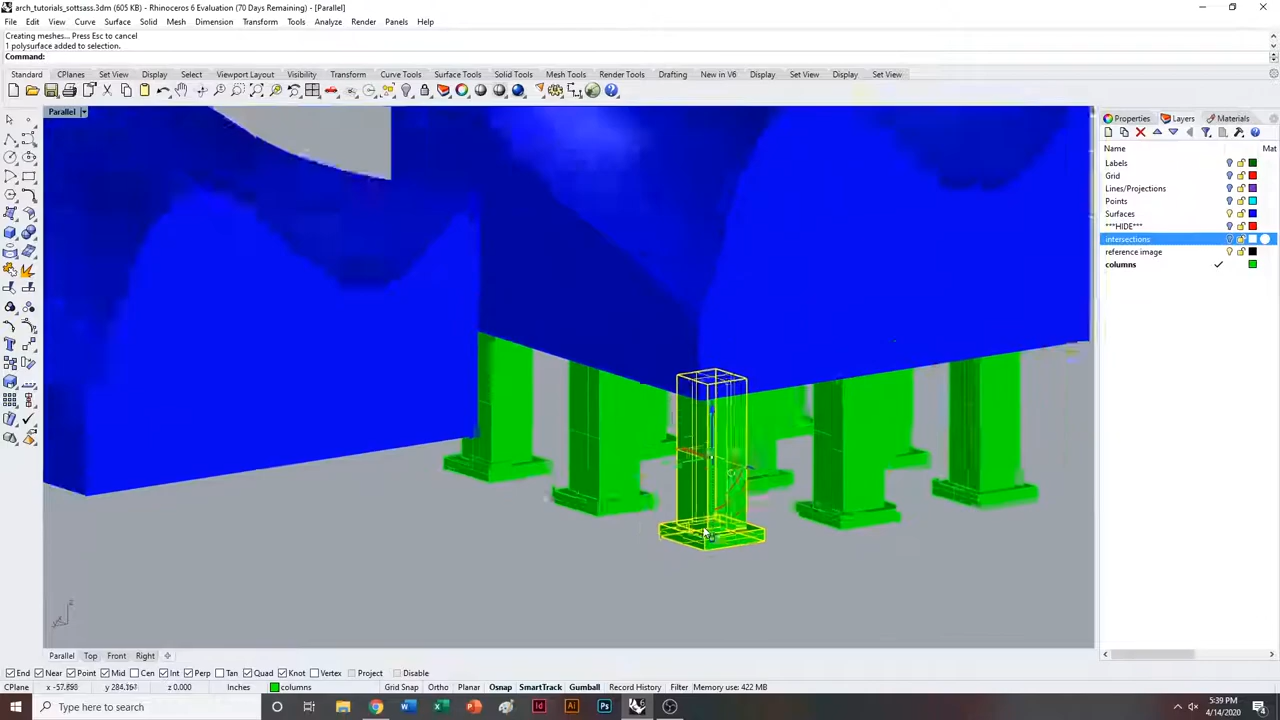 arch_tutorials_sottsass.3dm (605 KB) - Rhinoceros 6 Evaluation (70 Days Remaining) - [Parallel]
File Edit View Curve Surface Solid Mesh Dimension Transform Tools Analyze Render Panels Help
Creating meshes... Press Esc to cancel
1 polysurface added to selection.
Command:
Standard CPlanes Set View Display Select Viewport Layout Visibility Transform Curve Tools Surface Tools Solid Tools Mesh Tools Render Tools Drafting New in V6 Display Set View Display Set View
Parallel
Properties Layers Materials
Name Mat
Labels
Grid
Lines/Projections
Points
Surfaces
***HIDE***
intersections
reference image
columns
z
Parallel Top Front Right
End Near Point Mid Cen Int Perp Tan Quad Knot Vertex Project Disable
CPlane x -57.898 y 284.161 z 0.000 Inches columns Grid Snap Ortho Planar Osnap SmartTrack Gumball Record History Filter Memory use: 422 MB
Type here to search
5:39 PM
4/14/2020